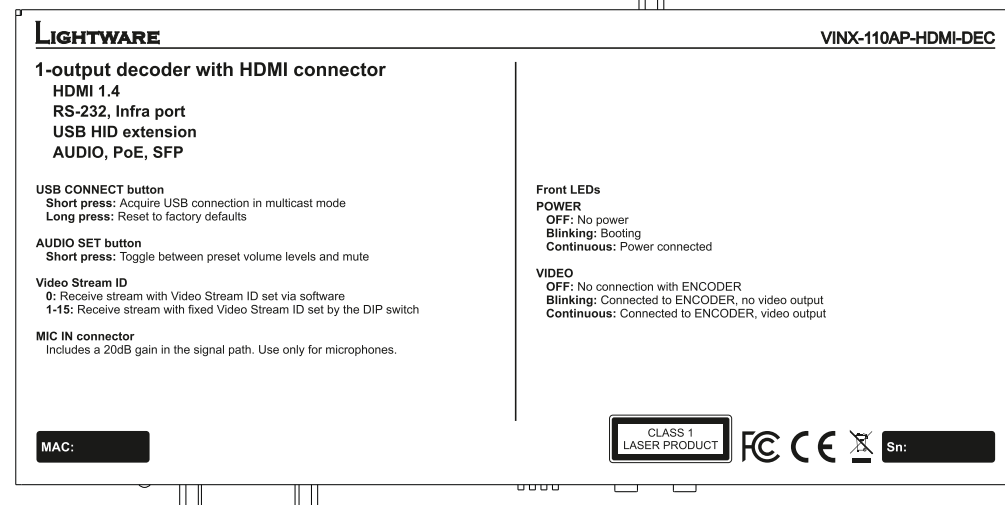 LIGHTWARE
VINX-110AP-HDMI-DEC
1-output decoder with HDMI connector
HDMI 1.4
RS-232, Infra port
USB HID extension
AUDIO, PoE, SFP
USB CONNECT button
Short press: Acquire USB connection in multicast mode
Long press: Reset to factory defaults
AUDIO SET button
Short press: Toggle between preset volume levels and mute
Video Stream ID
0: Receive stream with Video Stream ID set via software
1-15: Receive stream with fixed Video Stream ID set by the DIP switch
MIC IN connector
Includes a 20dB gain in the signal path. Use only for microphones.
MAC:
Front LEDs
POWER
OFF: No power
Blinking: Booting
Continuous: Power connected
VIDEO
OFF: No connection with ENCODER
Blinking: Connected to ENCODER, no video output
Continuous: Connected to ENCODER, video output
CLASS 1
LASER PRODUCT
FC CE
Sn: